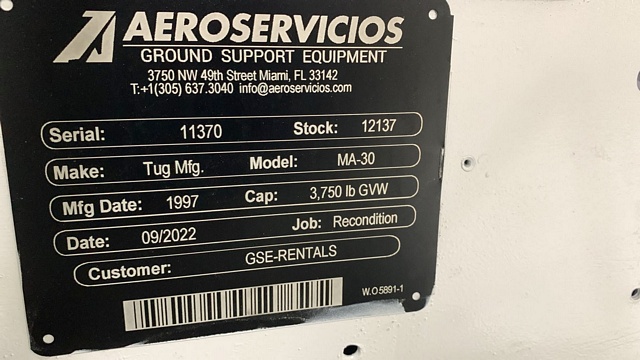 AEROSERVICIOS
GROUND SUPPORT EQUIPMENT
3750 NW 49th Street Miami, FL 33142
T:+1(305) 637.3040 info@aeroservicios.com
Serial: 11370 Stock: 12137
Make: Tug Mfg. Model: MA-30
Mfg Date: 1997 Cap: 3,750 lb GVW
Date: 09/2022 Job: Recondition
Customer: GSE-RENTALS
W.O5891-1